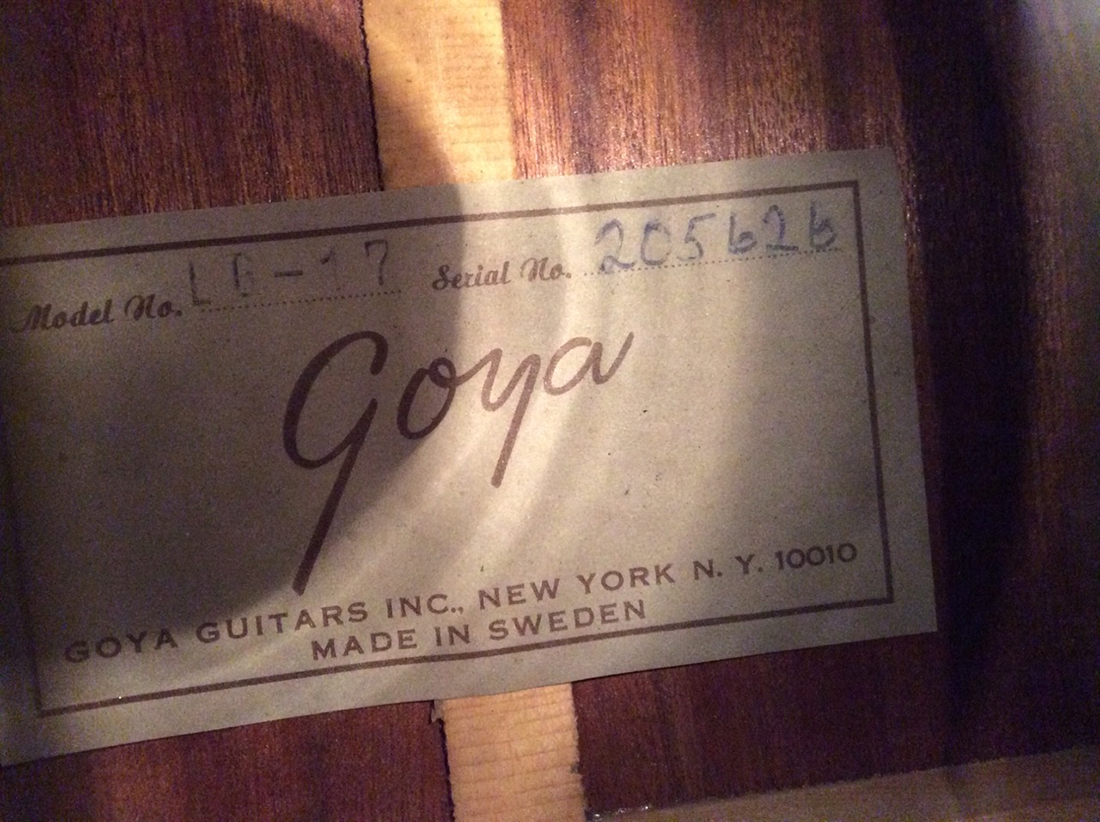 Model No. LG-17 Serial No. 205626
Goya
GOYA GUITARS INC., NEW YORK N. Y. 10010
MADE IN SWEDEN